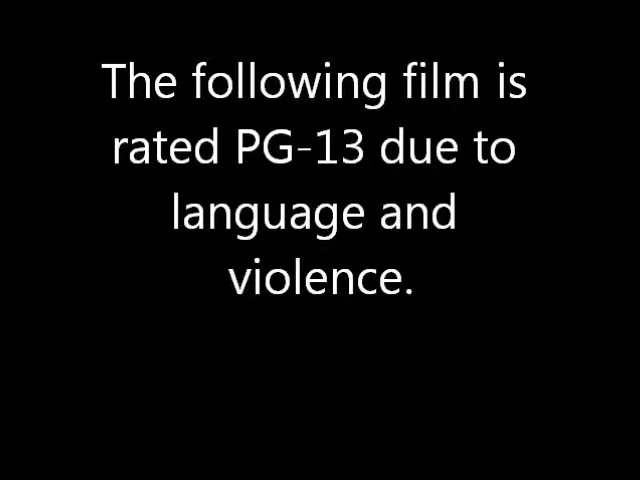 The following film is
rated PG-13 due to
language and
violence.